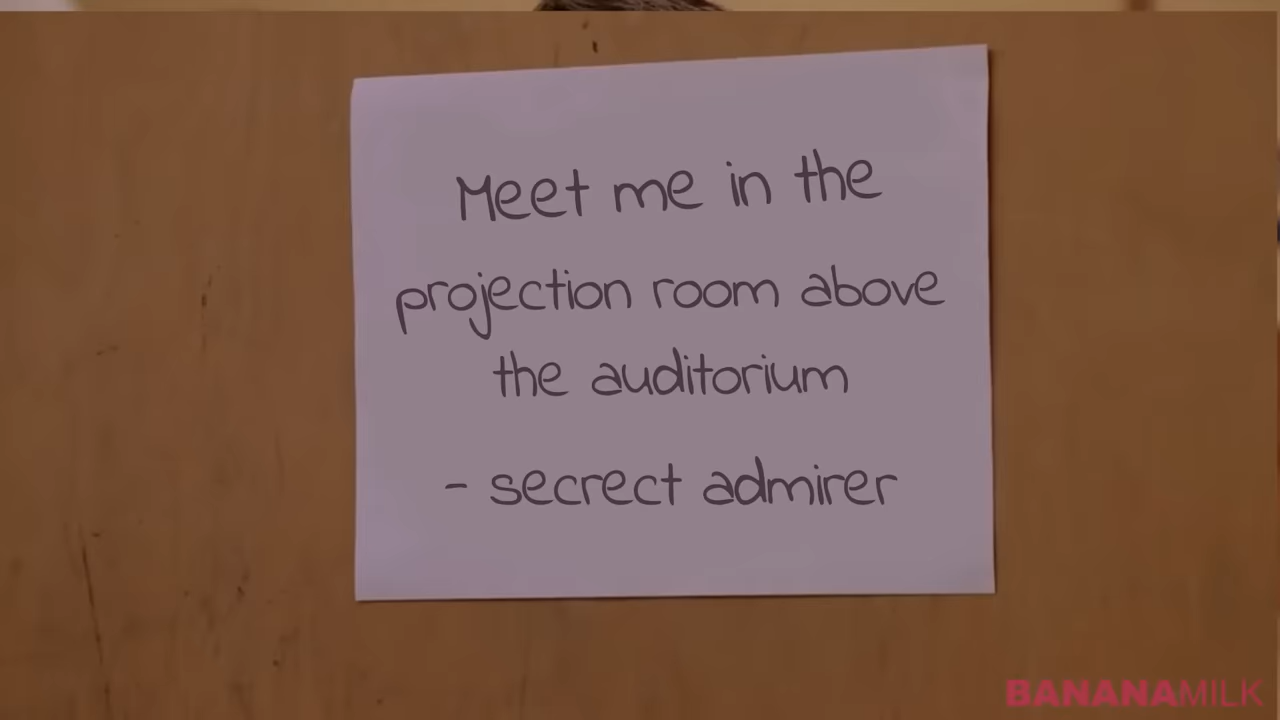 Meet me in the
projection room above
the auditorium
- secrect admirer
BANANAMILK